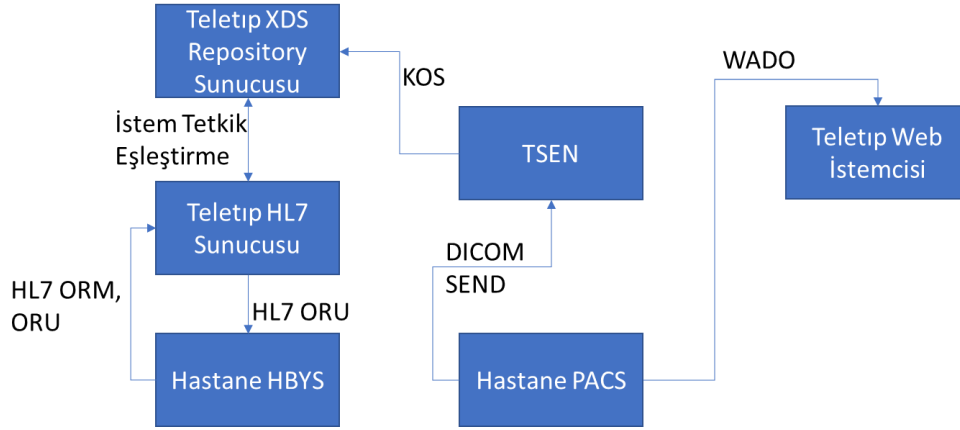 Teletıp XDS
Repository
Sunucusu
KOS
WADO
İstem Tetkik
Eşleştirme
TSEN
Teletıp Web
İstemcisi
Teletıp HL7
Sunucusu
DICOM
SEND
HL7 ORM,
ORU
HL7 ORU
Hastane HBYS
Hastane PACS